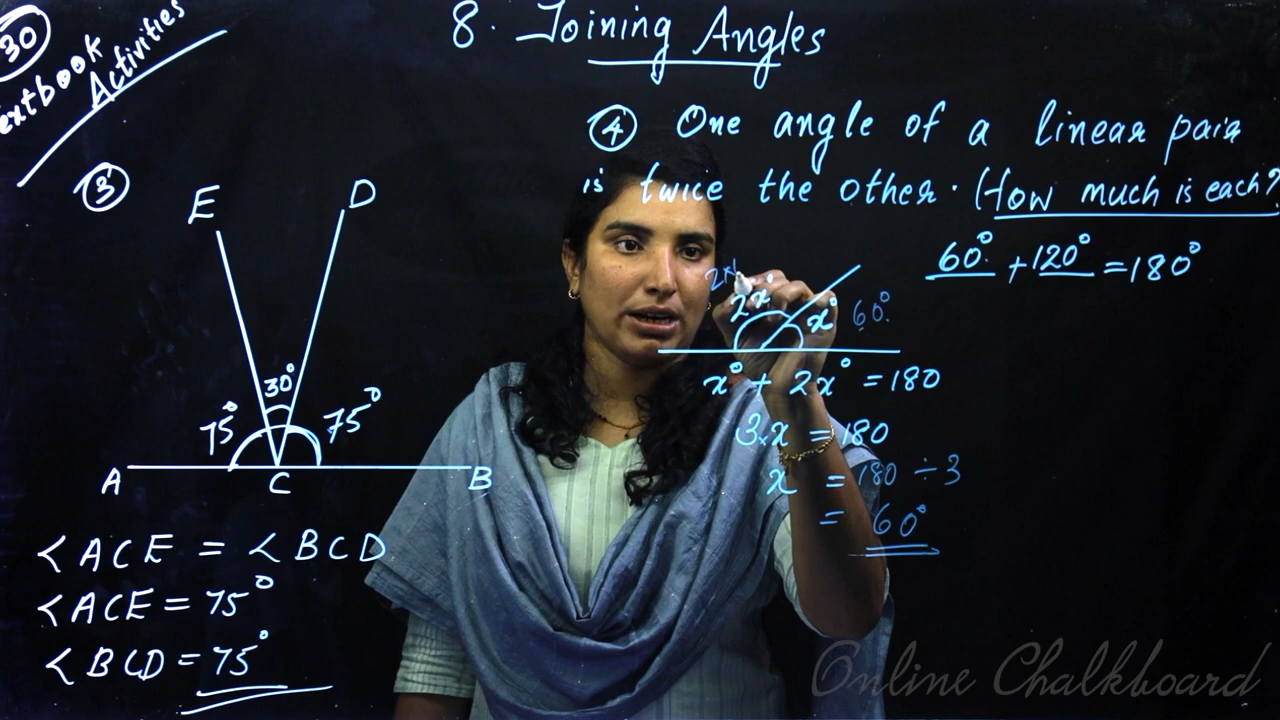 30
Textbook
Activities
8. Joining Angles
3
E
D
30°
75°
75°
A
C
B
<ACE = <BCD
<ACE = 75°
<BCD = 75°
4 One angle of a linear pair
is twice the other. How much is each?
60° + 120° = 180°
2x°
x° 60°
x° + 2x° = 180
3x = 180
x = 180 ÷ 3
= 60°
Online Chalkboard